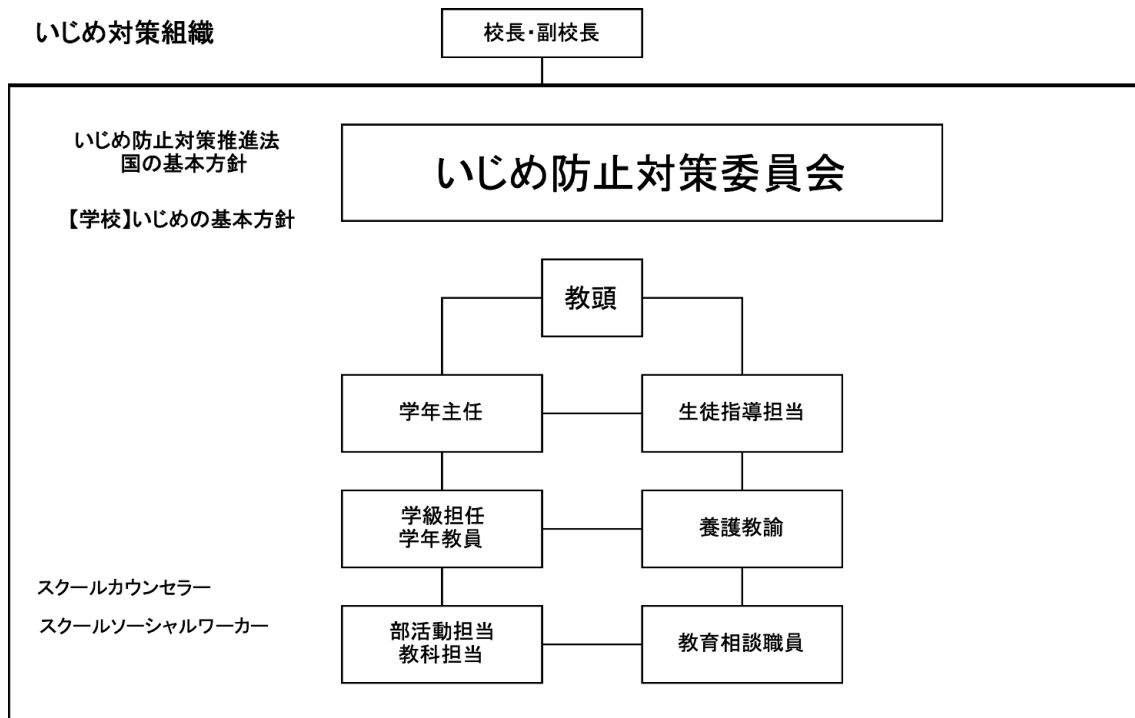 いじめ対策組織
校長・副校長
いじめ防止対策推進法
国の基本方針
【学校】いじめの基本方針
いじめ防止対策委員会
教頭
学年主任
生徒指導担当
学級担任
学年教員
養護教諭
スクールカウンセラー
スクールソーシャルワーカー
部活動担当
教科担当
教育相談職員